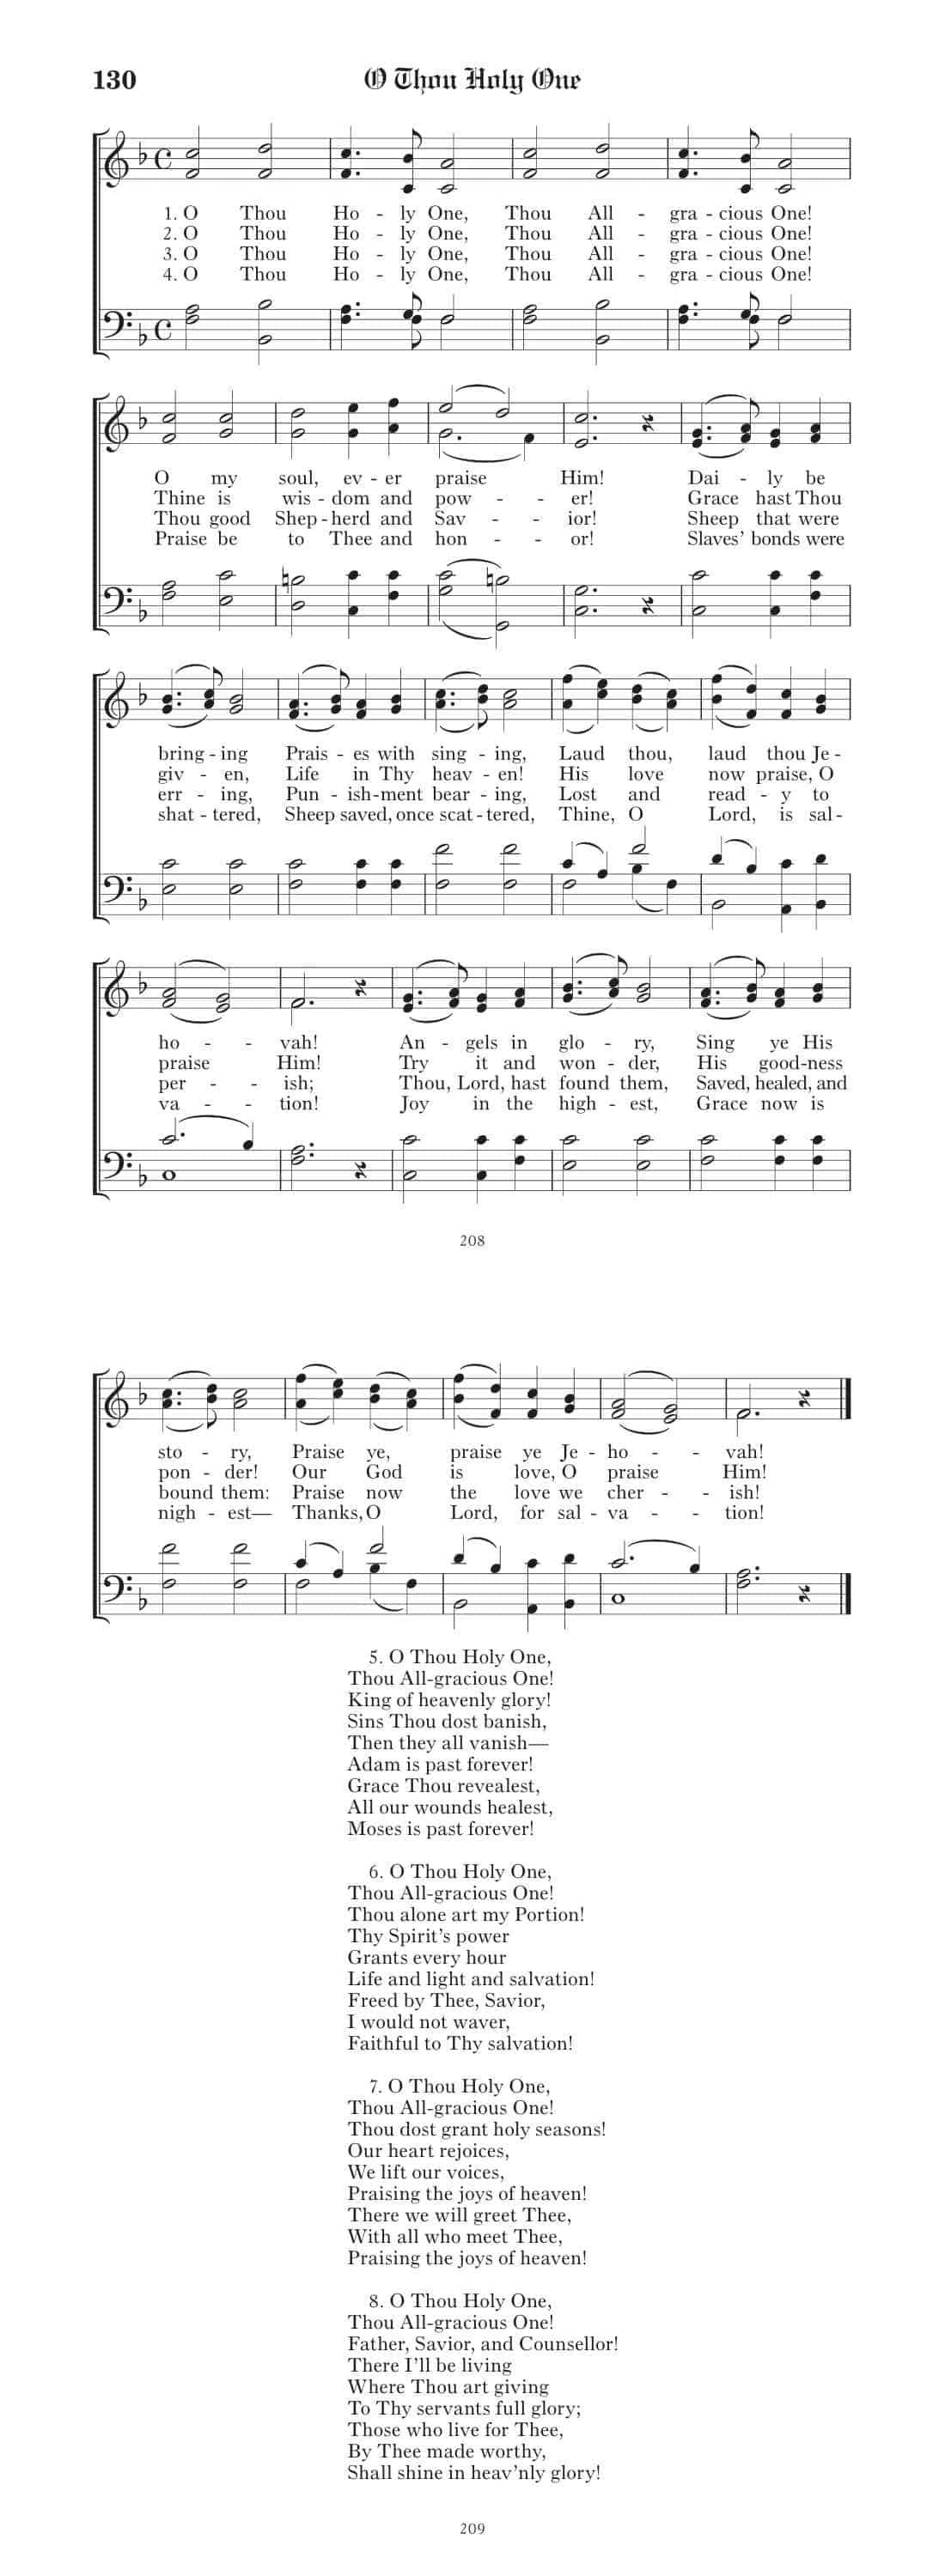 130 O Thou Holy One
1. O Thou Ho - ly One, Thou All - gra - cious One!
2. O Thou Ho - ly One, Thou All - gra - cious One!
3. O Thou Ho - ly One, Thou All - gra - cious One!
4. O Thou Ho - ly One, Thou All - gra - cious One!
O my soul, ev - er praise Him! Dai - ly be
Thine is wis - dom and pow - - er! Grace hast Thou
Thou good Shep - herd and Sav - - ior! Sheep that were
Praise be to Thee and hon - - or! Slaves' bonds were
bring - ing Prais - es with sing - ing, Laud thou, laud thou Je -
giv - en, Life in Thy heav - en! His love now praise, O
err - ing, Pun - ish - ment bear - ing, Lost and read - y to
shat - tered, Sheep saved, once scat - tered, Thine, O Lord, is sal -
ho - - vah! An - gels in glo - ry, Sing ye His
praise Him! Try it and won - der, His good - ness
per - - ish; Thou, Lord, hast found them, Saved, healed, and
va - - tion! Joy in the high - est, Grace now is
208
sto - ry, Praise ye, praise ye Je - ho - - vah!
pon - der! Our God is love, O praise Him!
bound them: Praise now the love we cher - - ish!
nigh - est— Thanks, O Lord, for sal - va - - tion!
5. O Thou Holy One,
Thou All-gracious One!
King of heavenly glory!
Sins Thou dost banish,
Then they all vanish—
Adam is past forever!
Grace Thou revealest,
All our wounds healest,
Moses is past forever!
6. O Thou Holy One,
Thou All-gracious One!
Thou alone art my Portion!
Thy Spirit's power
Grants every hour
Life and light and salvation!
Freed by Thee, Savior,
I would not waver,
Faithful to Thy salvation!
7. O Thou Holy One,
Thou All-gracious One!
Thou dost grant holy seasons!
Our heart rejoices,
We lift our voices,
Praising the joys of heaven!
There we will greet Thee,
With all who meet Thee,
Praising the joys of heaven!
8. O Thou Holy One,
Thou All-gracious One!
Father, Savior, and Counsellor!
There I'll be living
Where Thou art giving
To Thy servants full glory;
Those who live for Thee,
By Thee made worthy,
Shall shine in heav'nly glory!
209